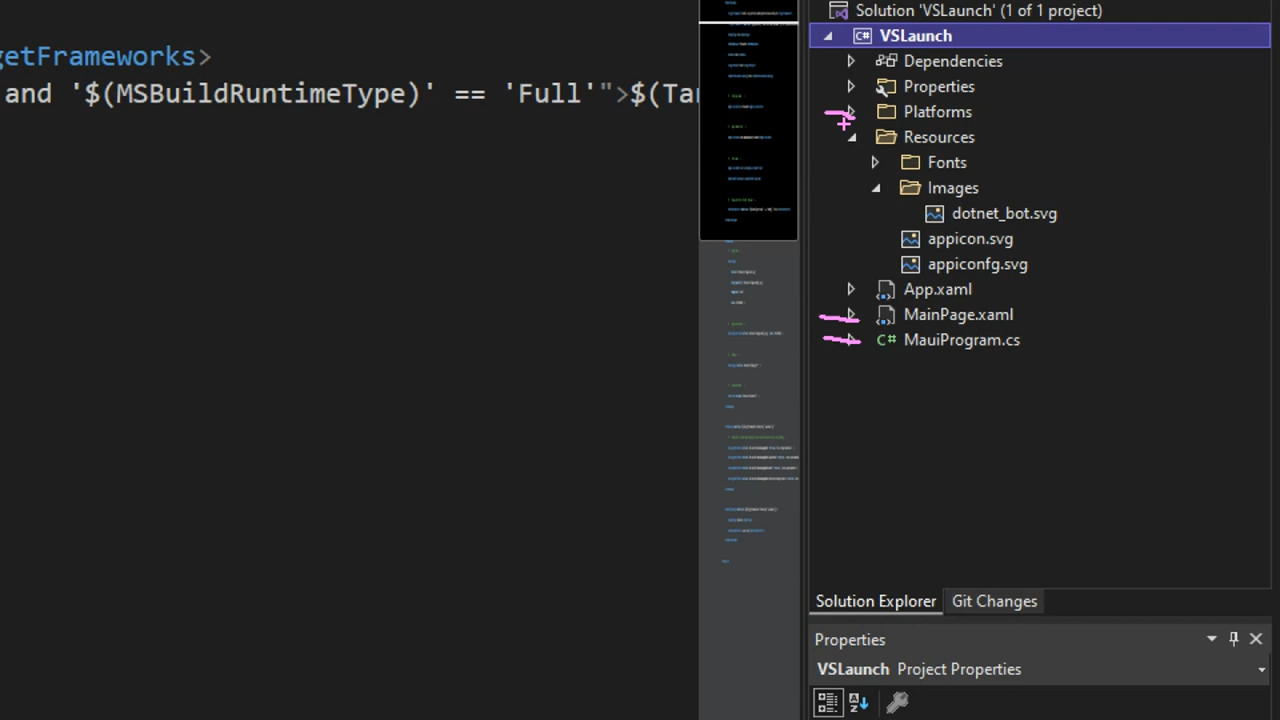 Solution 'VSLaunch' (1 of 1 project)
VSLaunch
getFrameworks>
Dependencies
Properties
and '$(MSBuildRuntimeType)' == 'Full'">$(Tar
Platforms
Resources
Fonts
Images
dotnet_bot.svg
appicon.svg
appiconfg.svg
App.xaml
MainPage.xaml
C# MauiProgram.cs
Solution Explorer Git Changes
Properties
VSLaunch Project Properties